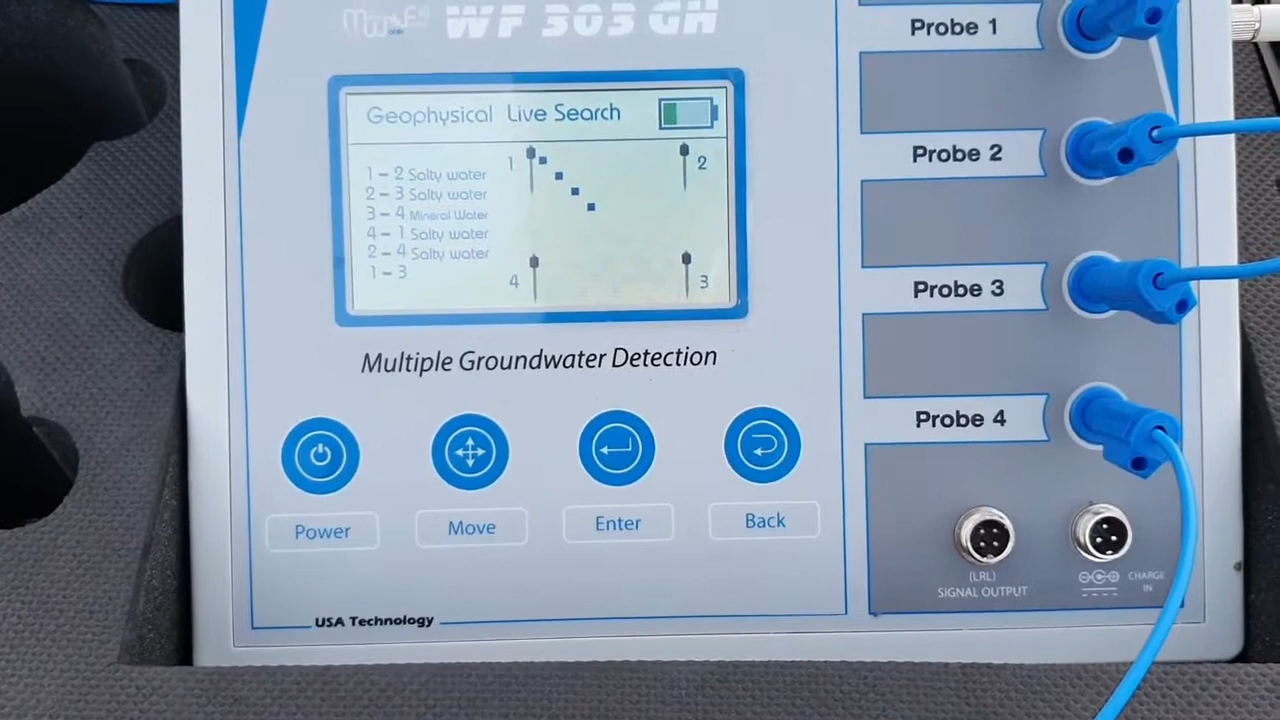 WF 303 GH
Geophysical Live Search
1 - 2 Salty water
2 - 3 Salty water
3 - 4 Mineral Water
4 - 1 Salty water
2 - 4 Salty water
1 - 3
1
2
4
3
Multiple Groundwater Detection
Power
Move
Enter
Back
USA Technology
Probe 1
Probe 2
Probe 3
Probe 4
(LRL)
SIGNAL OUTPUT
CHARGE
IN